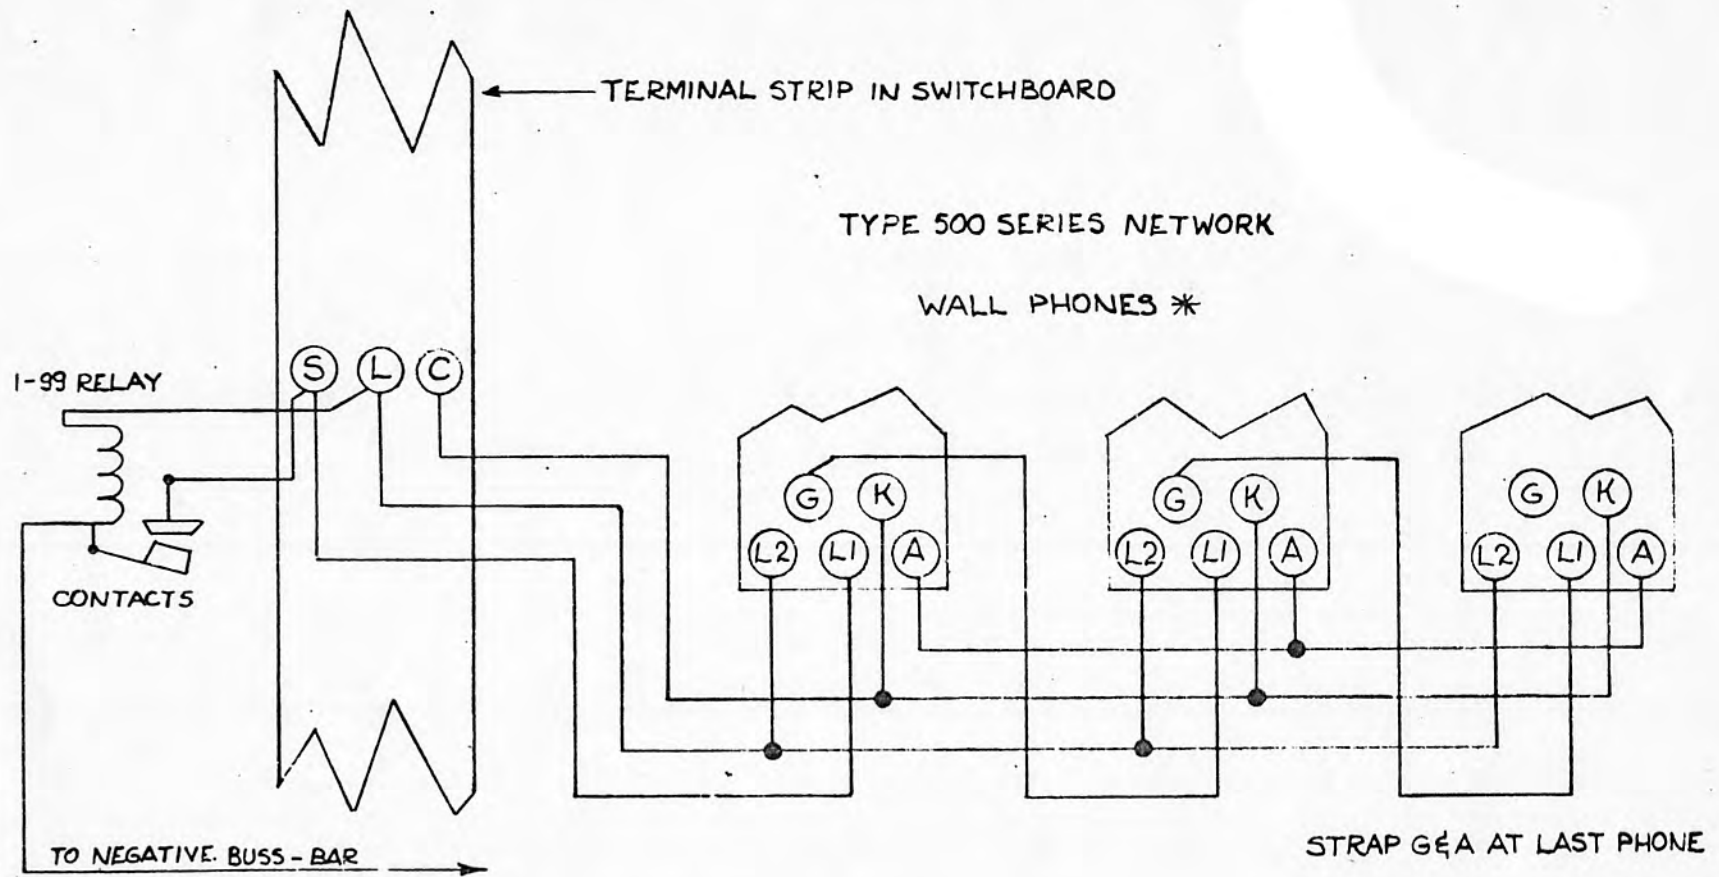 TERMINAL STRIP IN SWITCHBOARD
TYPE 500 SERIES NETWORK
WALL PHONES *
1-99 RELAY
S L C
G K
L2 L1 A
G K
L2 L1 A
G K
L2 L1 A
CONTACTS
TO NEGATIVE. BUSS-BAR
STRAP G&A AT LAST PHONE